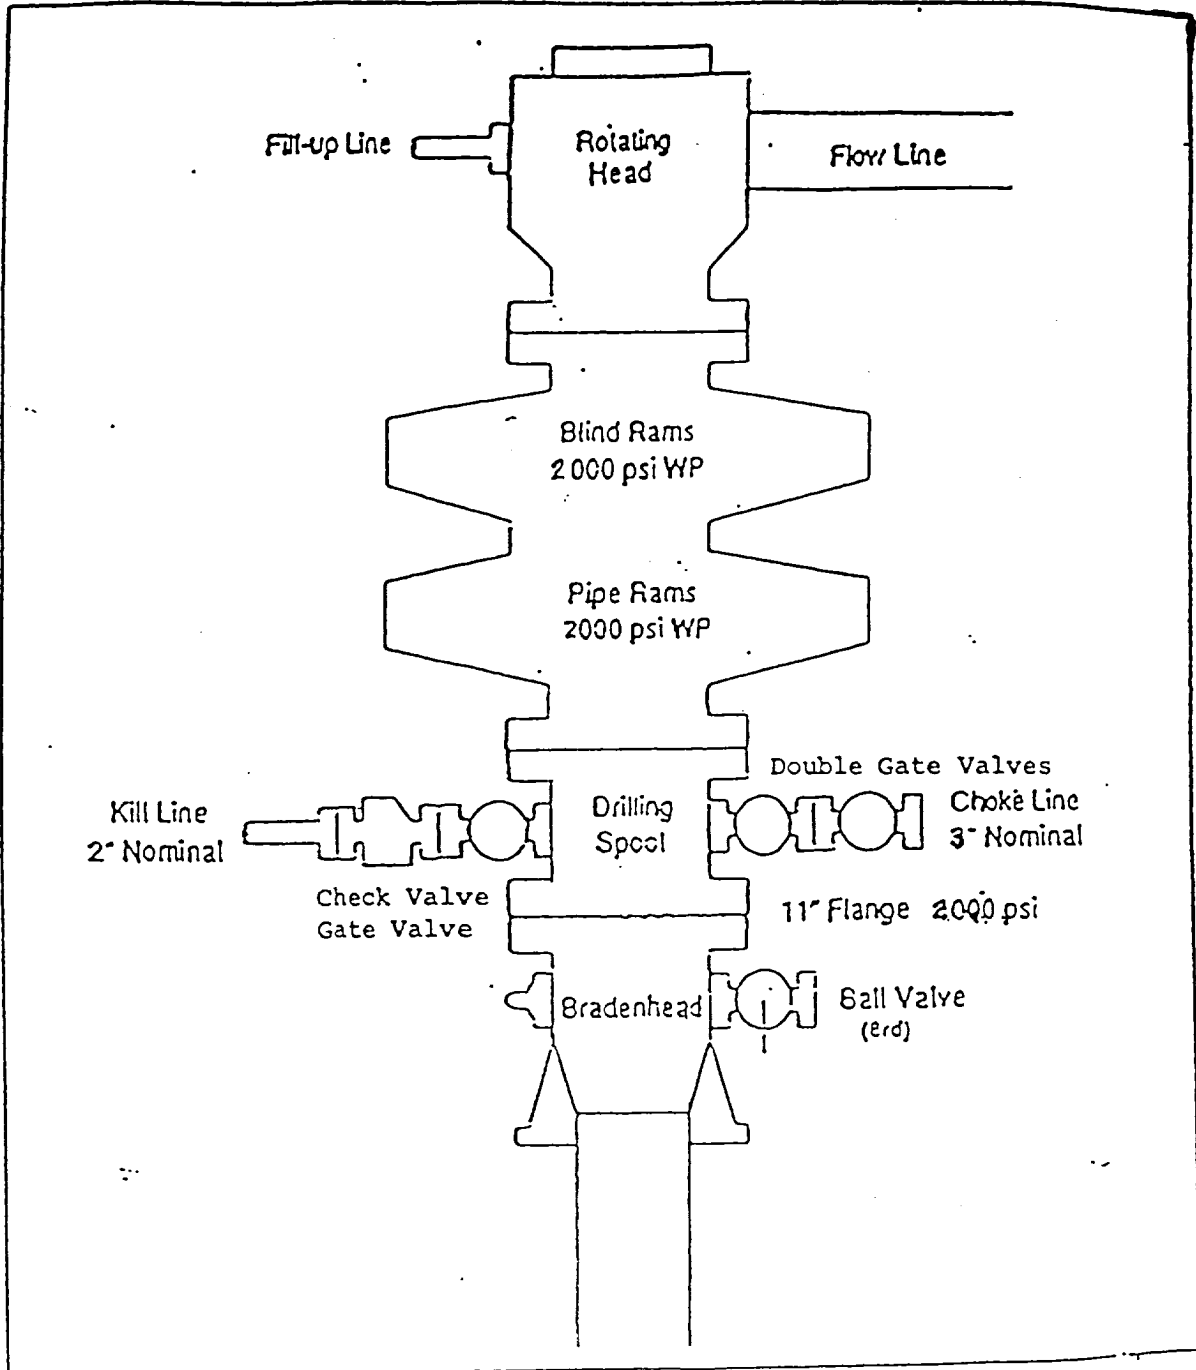 Fill-up Line
Rotating
Head
Flow Line
Blind Rams
2000 psi WP
Pipe Rams
2000 psi WP
Double Gate Valves
Kill Line
2" Nominal
Drilling
Spool
Choke Line
3" Nominal
Check Valve
Gate Valve
11" Flange 2000 psi
Bradenhead
Ball Valve